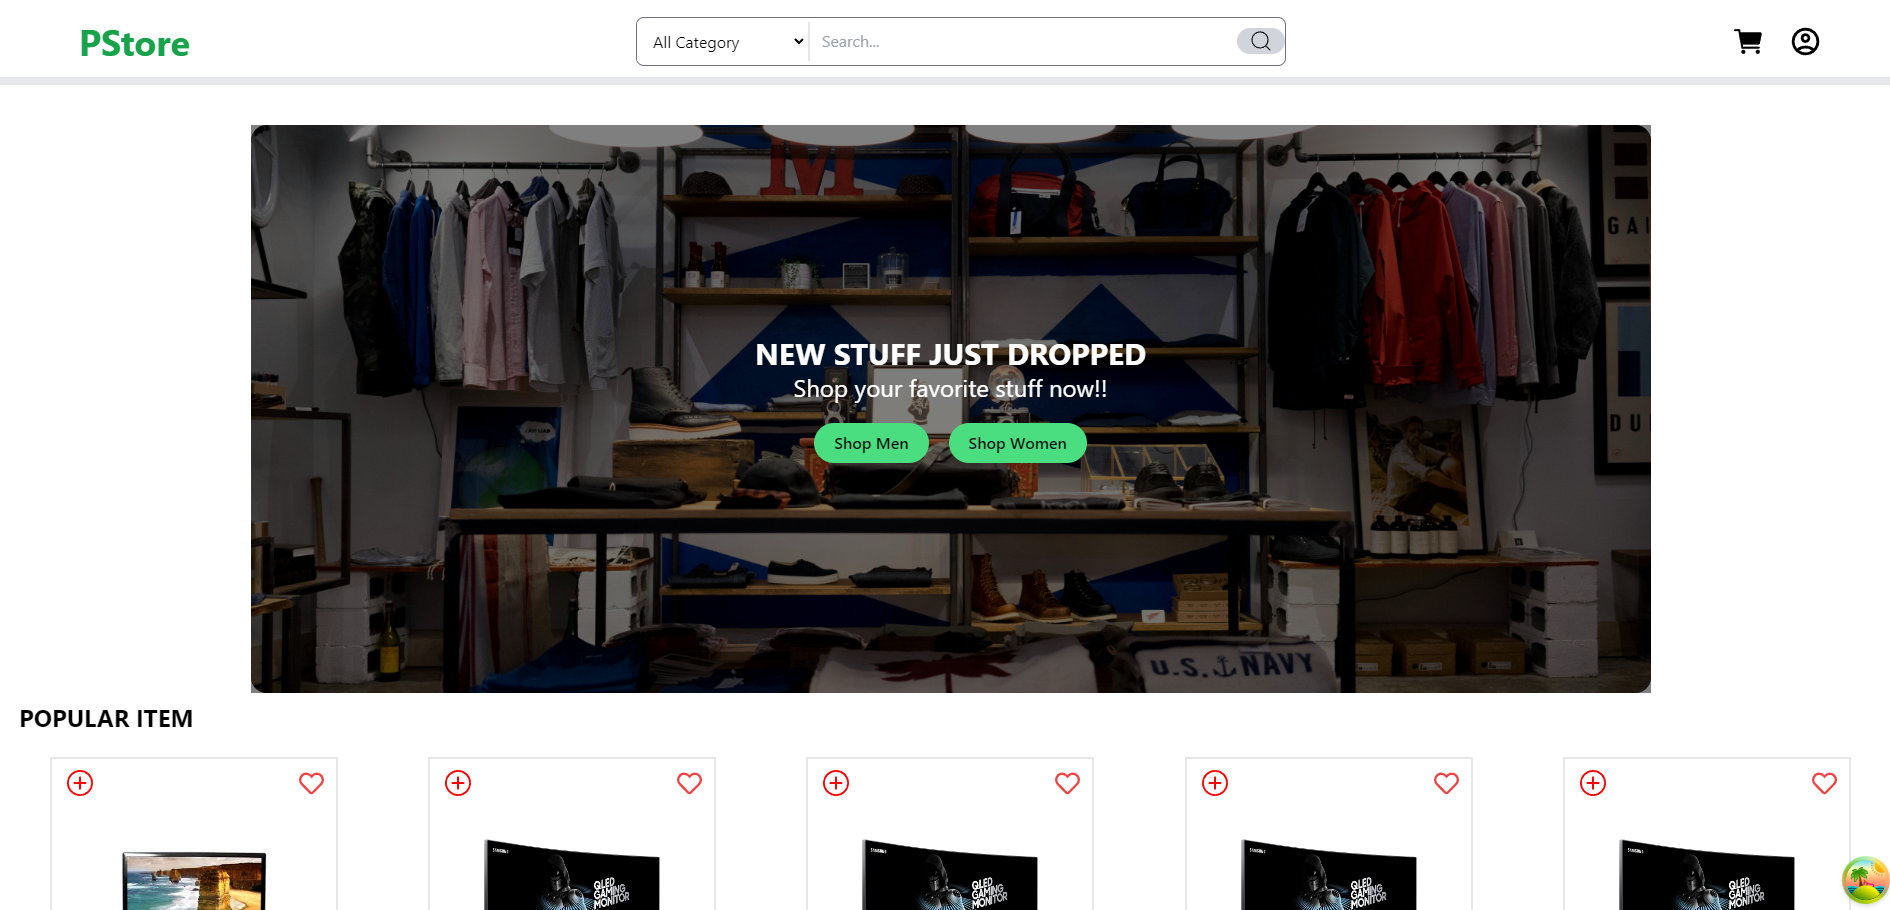 PStore
All Category
Search...
M
GA
DU
NEW STUFF JUST DROPPED
Shop your favorite stuff now!!
Shop Men
Shop Women
U.S. NAVY
POPULAR ITEM
QLED
GAMING
MONITOR
QLED
GAMING
MONITOR
QLED
GAMING
MONITOR
QLED
GAMING
MONITOR